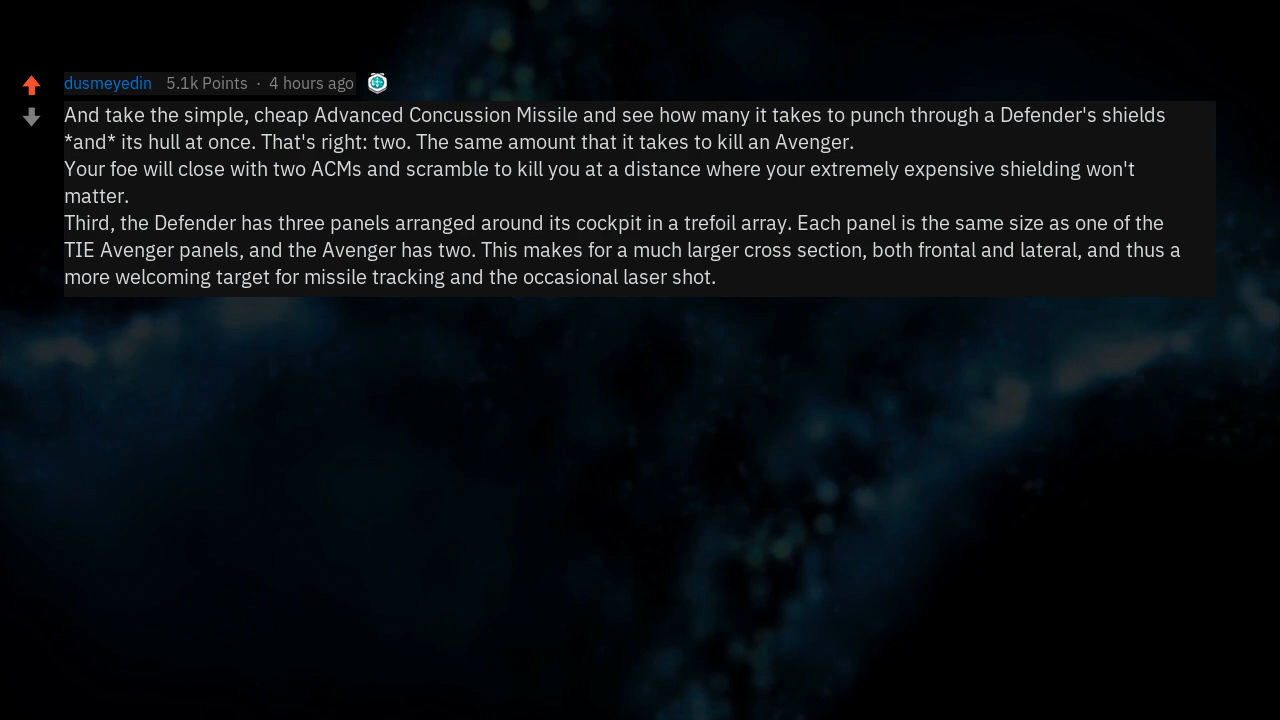 dusmeyedin 5.1k Points · 4 hours ago
And take the simple, cheap Advanced Concussion Missile and see how many it takes to punch through a Defender's shields
*and* its hull at once. That's right: two. The same amount that it takes to kill an Avenger.
Your foe will close with two ACMs and scramble to kill you at a distance where your extremely expensive shielding won't
matter.
Third, the Defender has three panels arranged around its cockpit in a trefoil array. Each panel is the same size as one of the
TIE Avenger panels, and the Avenger has two. This makes for a much larger cross section, both frontal and lateral, and thus a
more welcoming target for missile tracking and the occasional laser shot.